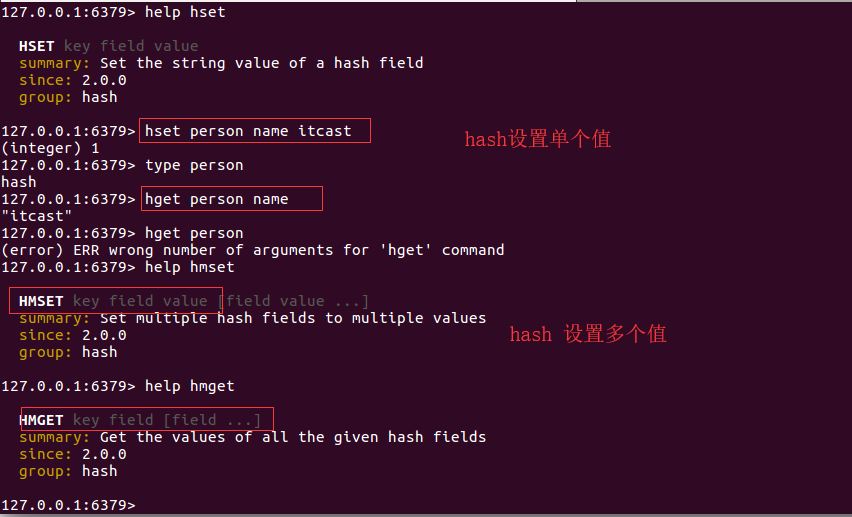 127.0.0.1:6379> help hset
HSET key field value
summary: Set the string value of a hash field
since: 2.0.0
group: hash
127.0.0.1:6379> hset person name itcast
hash设置单个值
(integer) 1
127.0.0.1:6379> type person
hash
127.0.0.1:6379> hget person name
"itcast"
127.0.0.1:6379> hget person
(error) ERR wrong number of arguments for 'hget' command
127.0.0.1:6379> help hmset
HMSET key field value [field value ...]
summary: Set multiple hash fields to multiple values
hash 设置多个值
since: 2.0.0
group: hash
127.0.0.1:6379> help hmget
HMGET key field [field ...]
summary: Get the values of all the given hash fields
since: 2.0.0
group: hash
127.0.0.1:6379>